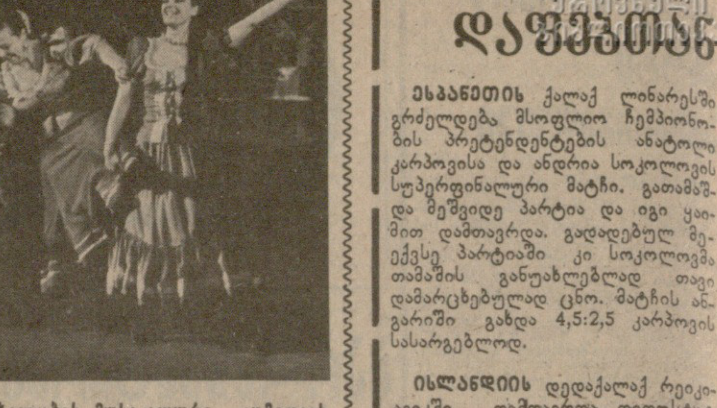 დაფებთან
ესპანეთის ქალაქ ლინარესში
გრძელდება მსოფლიო ჩემპიონო-
ბის პრეტენდენტების ანატოლი
კარპოვისა და ანდრია სოკოლოვის
სუპერფინალური მატჩი. გათამაშ-
და მეშვიდე პარტია და იგი ყაი-
მით დამთავრდა. გადადებულ მე-
ექვსე პარტიაში კი სოკოლოვმა
თამაშის განუახლებლად თავი
დამარცხებულად ცნო. მატჩის ან-
გარიში გახდა 4,5:2,5 კარპოვის
სასარგებლოდ.
ისლანდიის დედაქალაქ რეიკი-